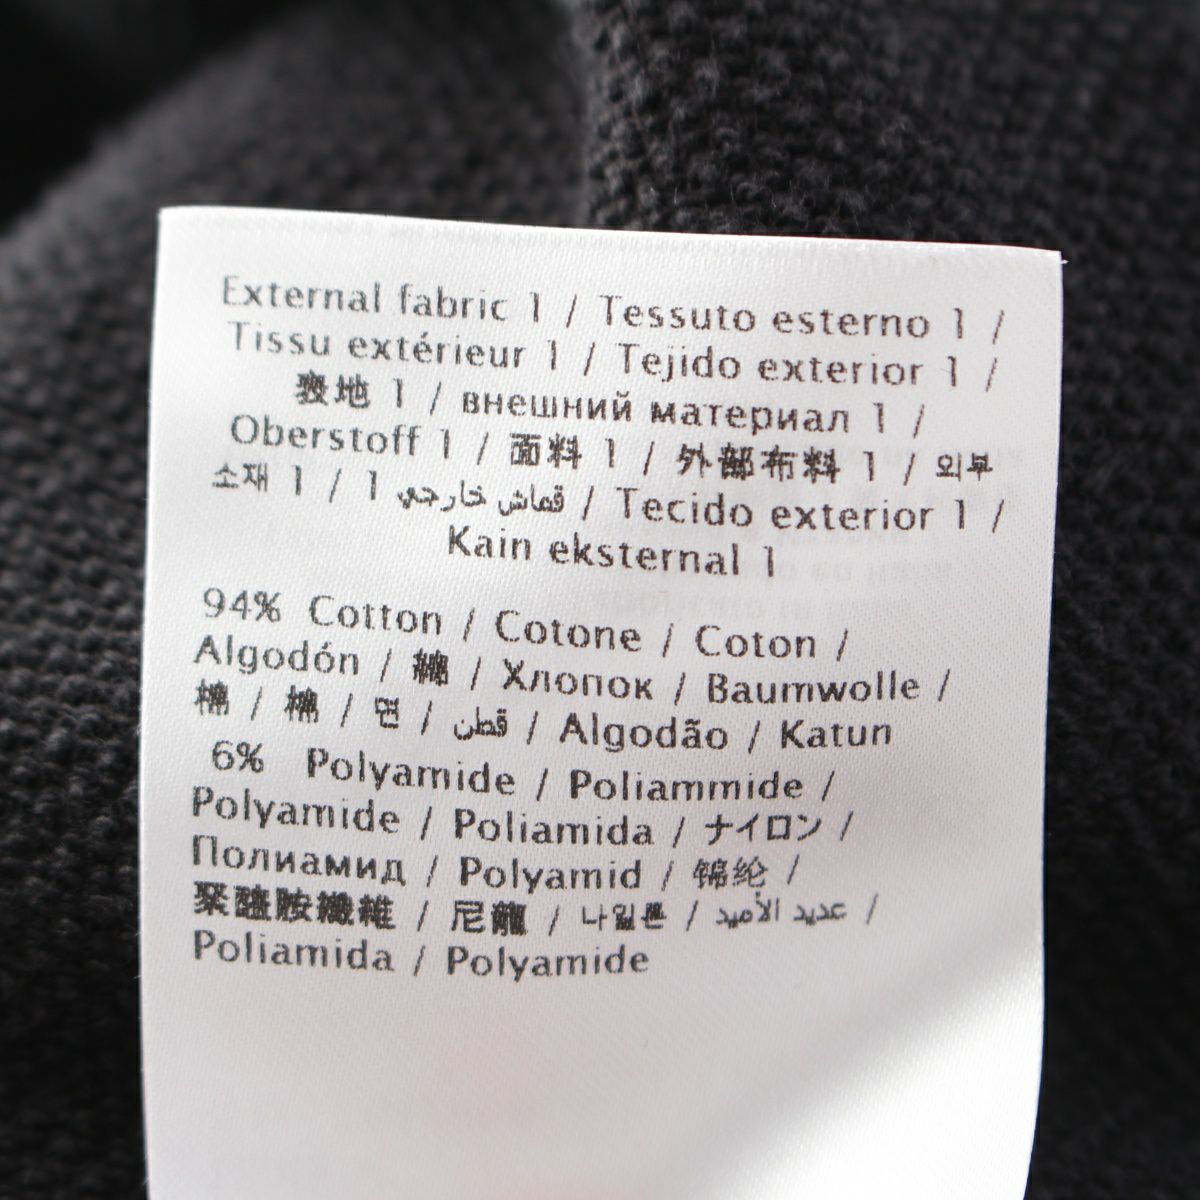 External fabric 1 / Tessuto esterno 1 /
Tissu extérieur 1 / Tejido exterior 1 /
表地 1 / внешний материал 1 /
Oberstoff 1 / 面料 1 / 外部布料 1 / 외부
소재 1 / 1 قماش خارجي / Tecido exterior 1 /
Kain eksternal 1
94% Cotton / Cotone / Coton /
Algodón / 綿 / Хлопок / Baumwolle /
棉 / 棉 / 면 / قطن / Algodão / Katun
6% Polyamide / Poliammide /
Polyamide / Poliamida / ナイロン /
Полиамид / Polyamid / 锦纶 /
聚醯胺纖維 / 尼龍 / 나일론 / عديد الأميد /
Poliamida / Polyamide